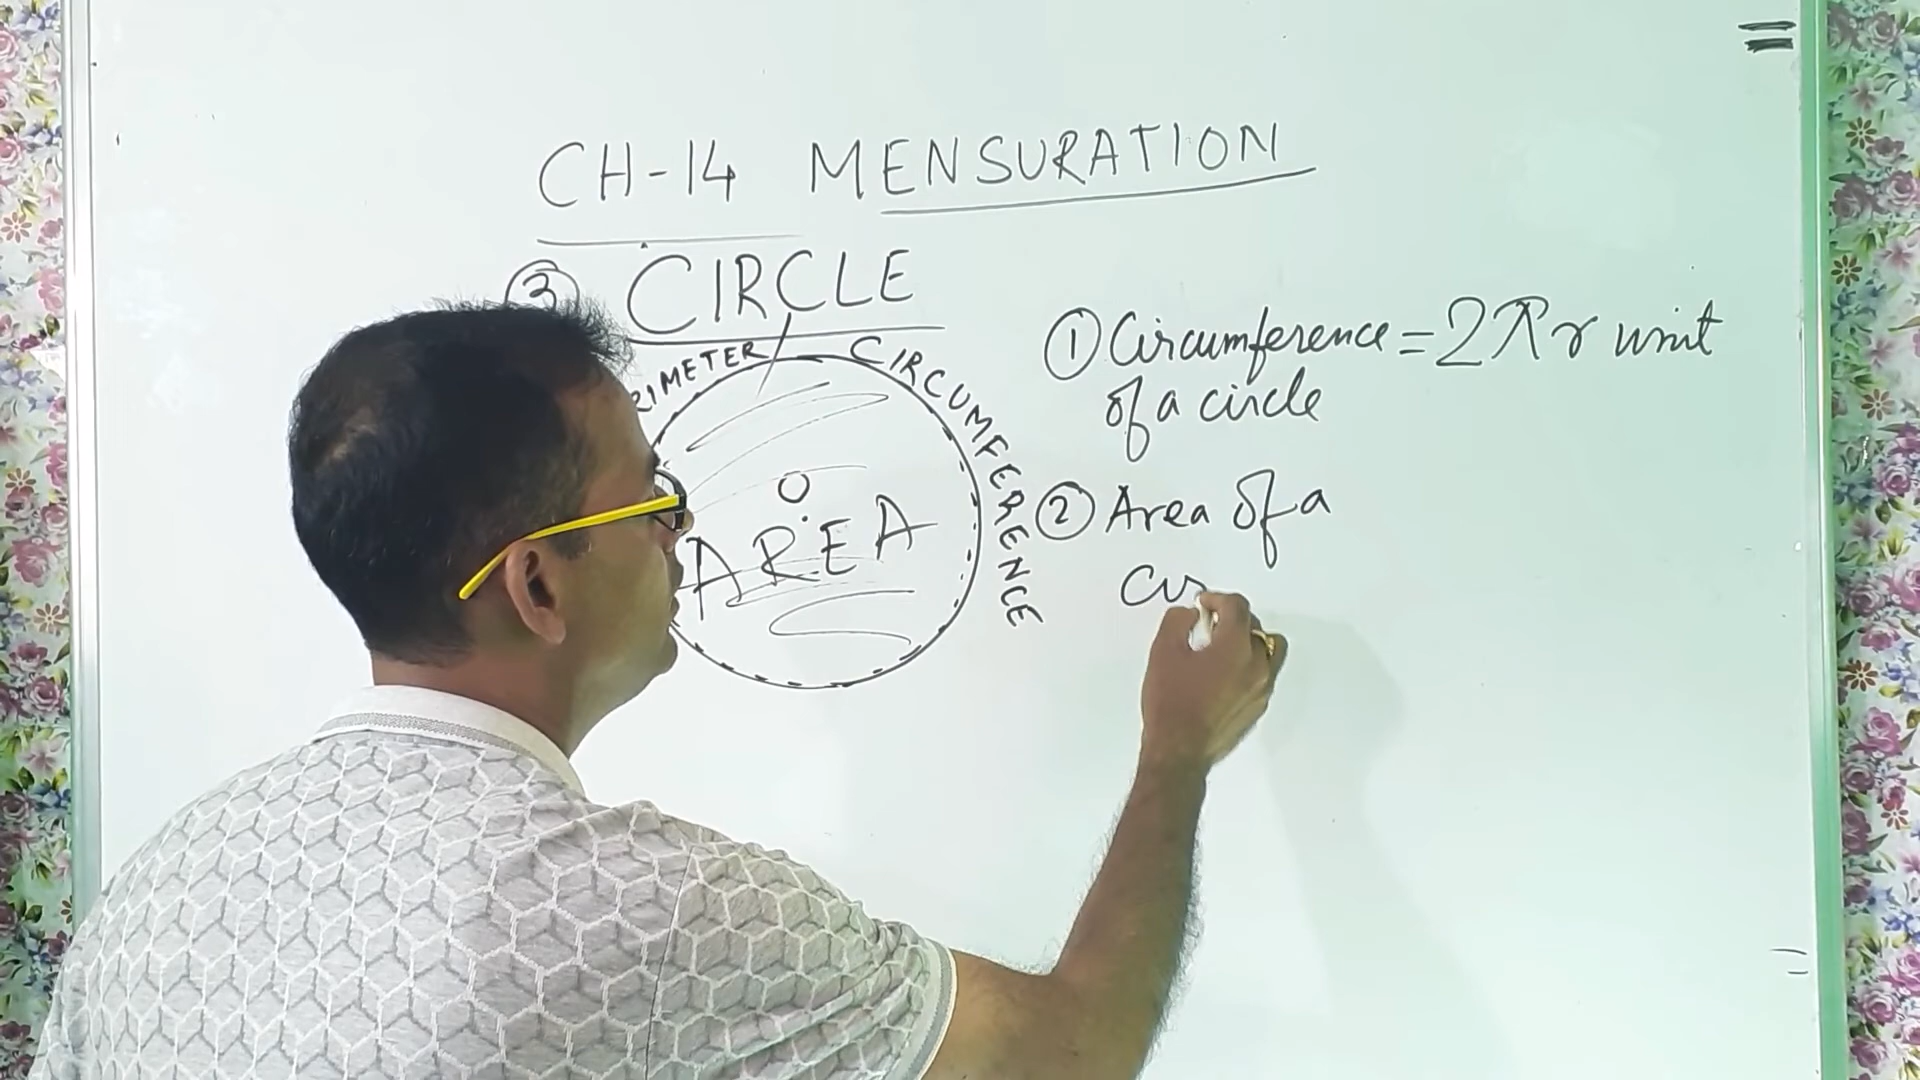 CH-14 MENSURATION
③ CIRCLE
RIMETER / CIRCUMFERENCE
O
AREA
① Circumference = 2πr unit
of a circle
② Area of a
Cir